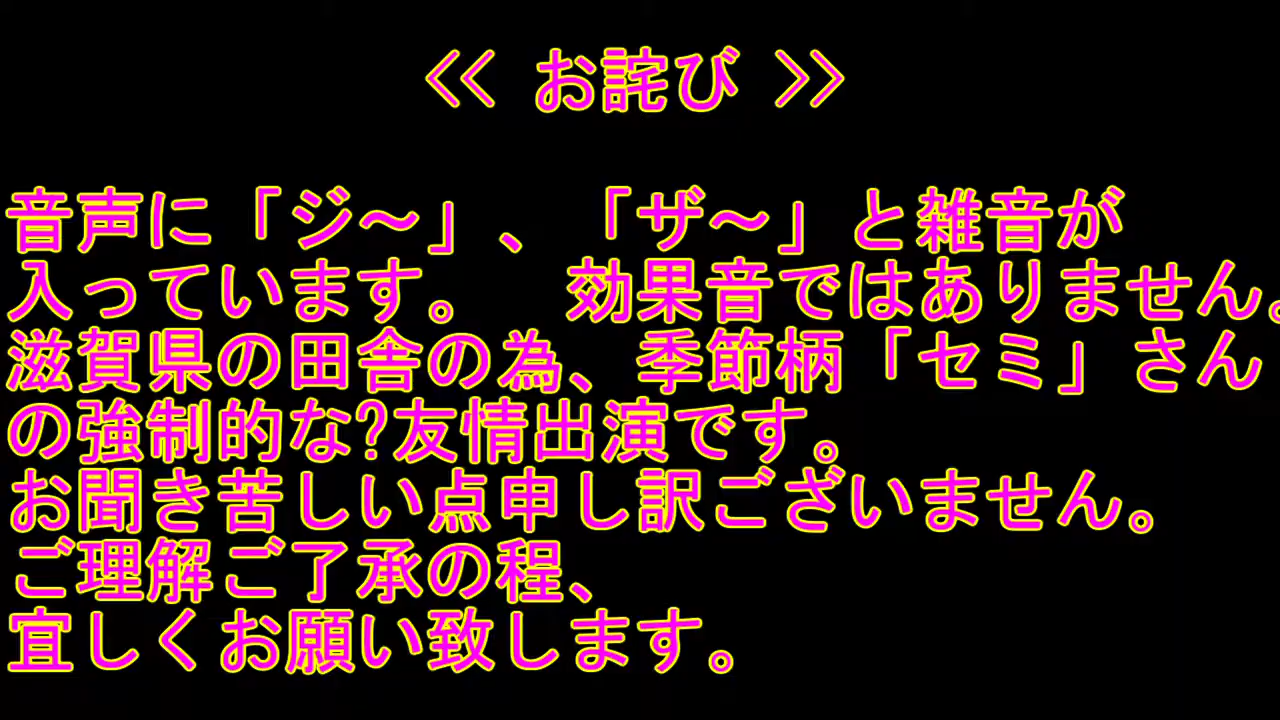 << お詫び >>
音声に「ジ～」、「ザ～」と雑音が
入っています。　効果音ではありません。
滋賀県の田舎の為、季節柄「セミ」さん
の強制的な?友情出演です。
お聞き苦しい点申し訳ございません。
ご理解ご了承の程、
宜しくお願い致します。